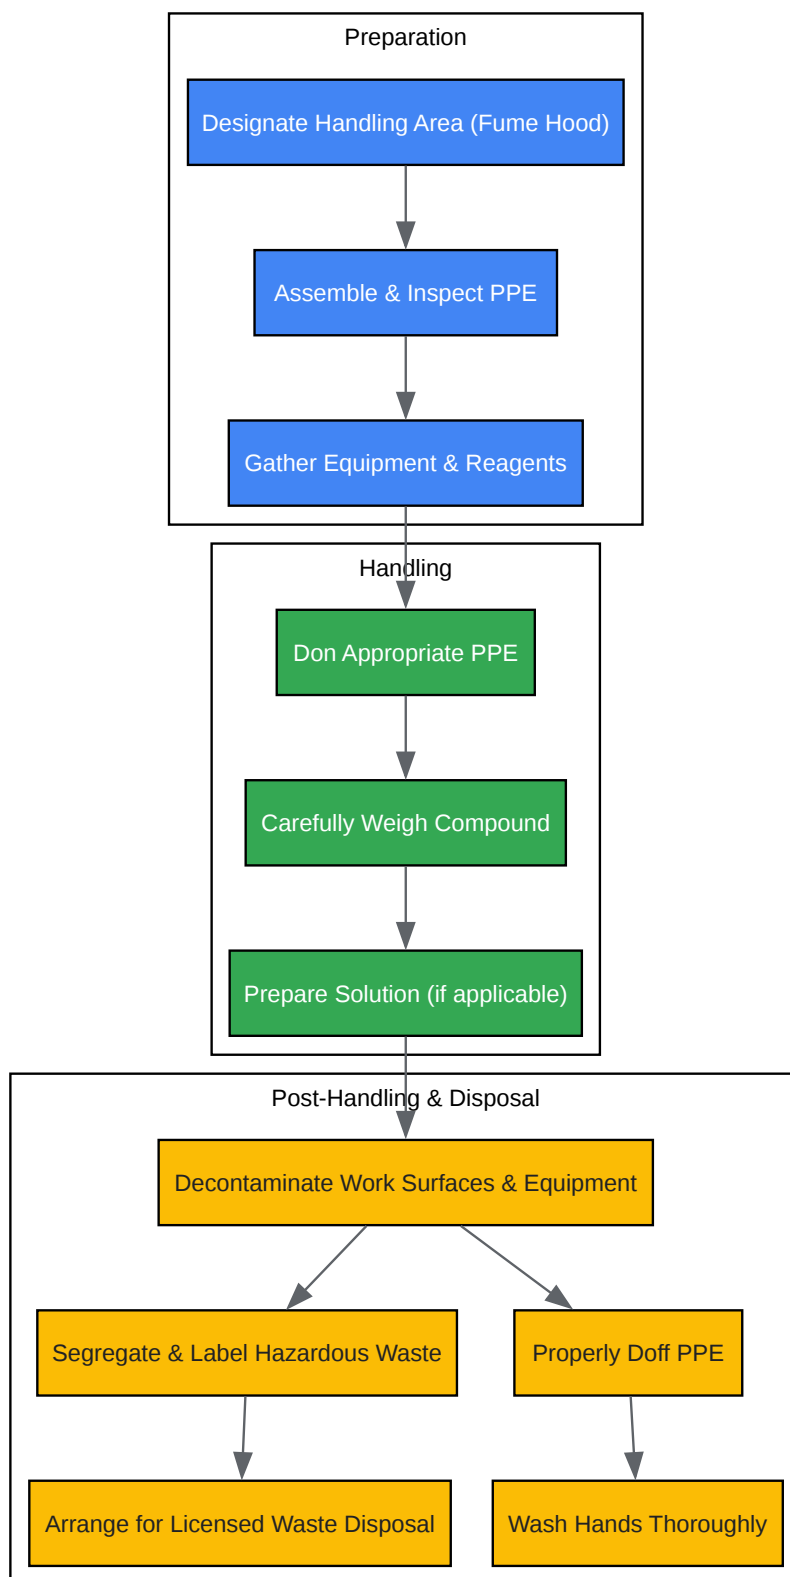 Preparation
Designate Handling Area (Fume Hood)
Assemble & Inspect PPE
Gather Equipment & Reagents
Handling
Don Appropriate PPE
Carefully Weigh Compound
Prepare Solution (if applicable)
Post-Handling & Disposal
Decontaminate Work Surfaces & Equipment
Segregate & Label Hazardous Waste
Properly Doff PPE
Arrange for Licensed Waste Disposal
Wash Hands Thoroughly